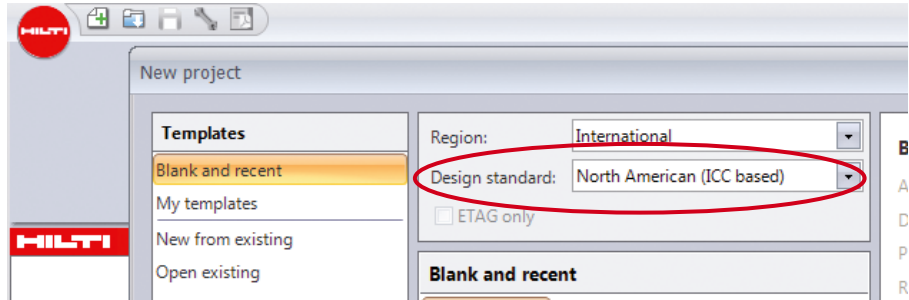 HILTI
New project
Templates
Blank and recent
My templates
New from existing
Open existing
Region: International
Design standard: North American (ICC based)
ETAG only
Blank and recent
HILTI
B
A
D
P
R